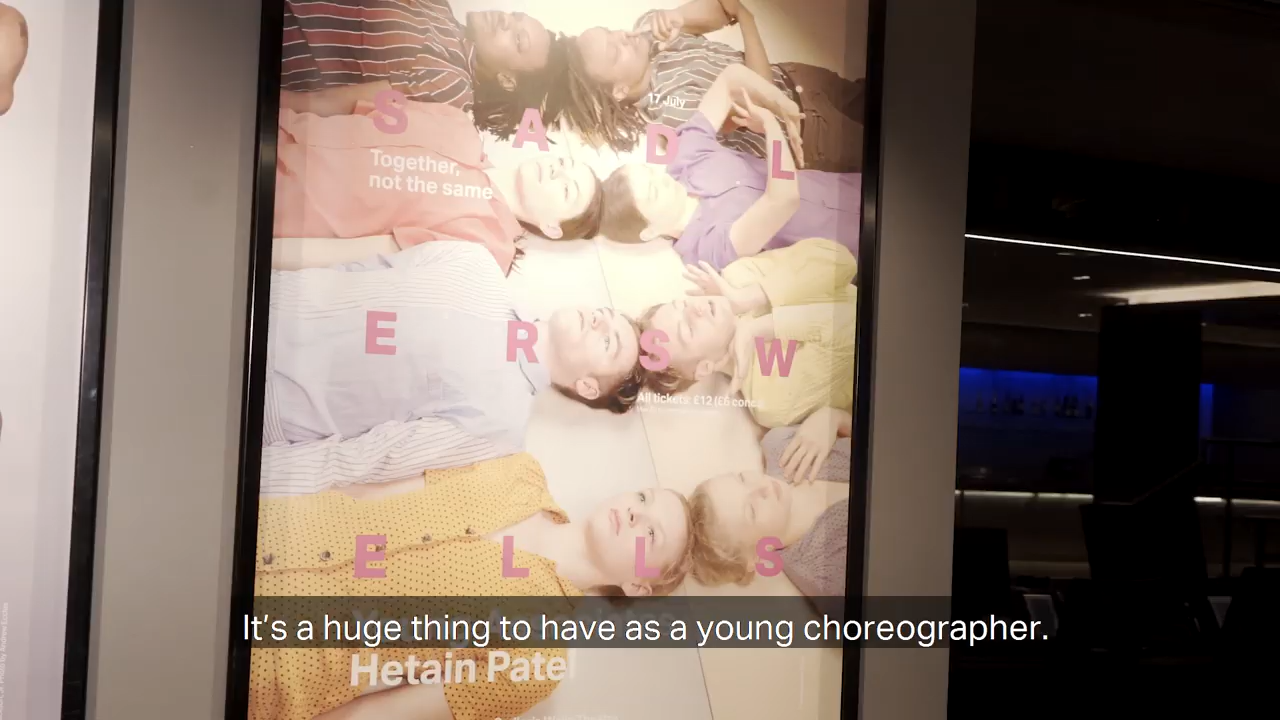 17 July
S A D L
Together,
not the same
E R S W
All tickets: £12 (£6 conc.)
E L L S
It's a huge thing to have as a young choreographer.
Hetain Patel